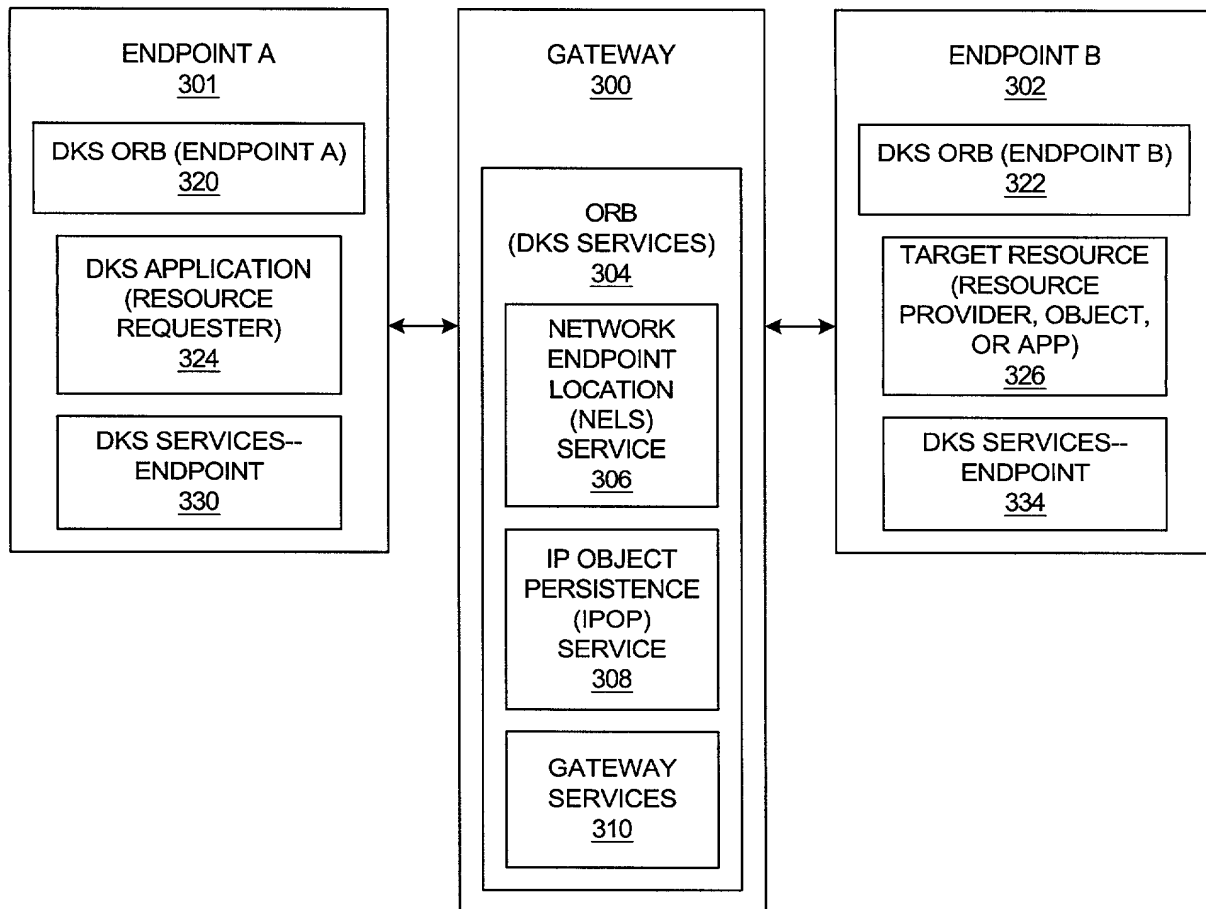 ENDPOINT A
301
DKS ORB (ENDPOINT A)
320
DKS APPLICATION
(RESOURCE
REQUESTER)
324
DKS SERVICES--
ENDPOINT
330
GATEWAY
300
ORB
(DKS SERVICES)
304
NETWORK
ENDPOINT
LOCATION
(NELS)
SERVICE
306
IP OBJECT
PERSISTENCE
(IPOP)
SERVICE
308
GATEWAY
SERVICES
310
ENDPOINT B
302
DKS ORB (ENDPOINT B)
322
TARGET RESOURCE
(RESOURCE
PROVIDER, OBJECT,
OR APP)
326
DKS SERVICES--
ENDPOINT
334